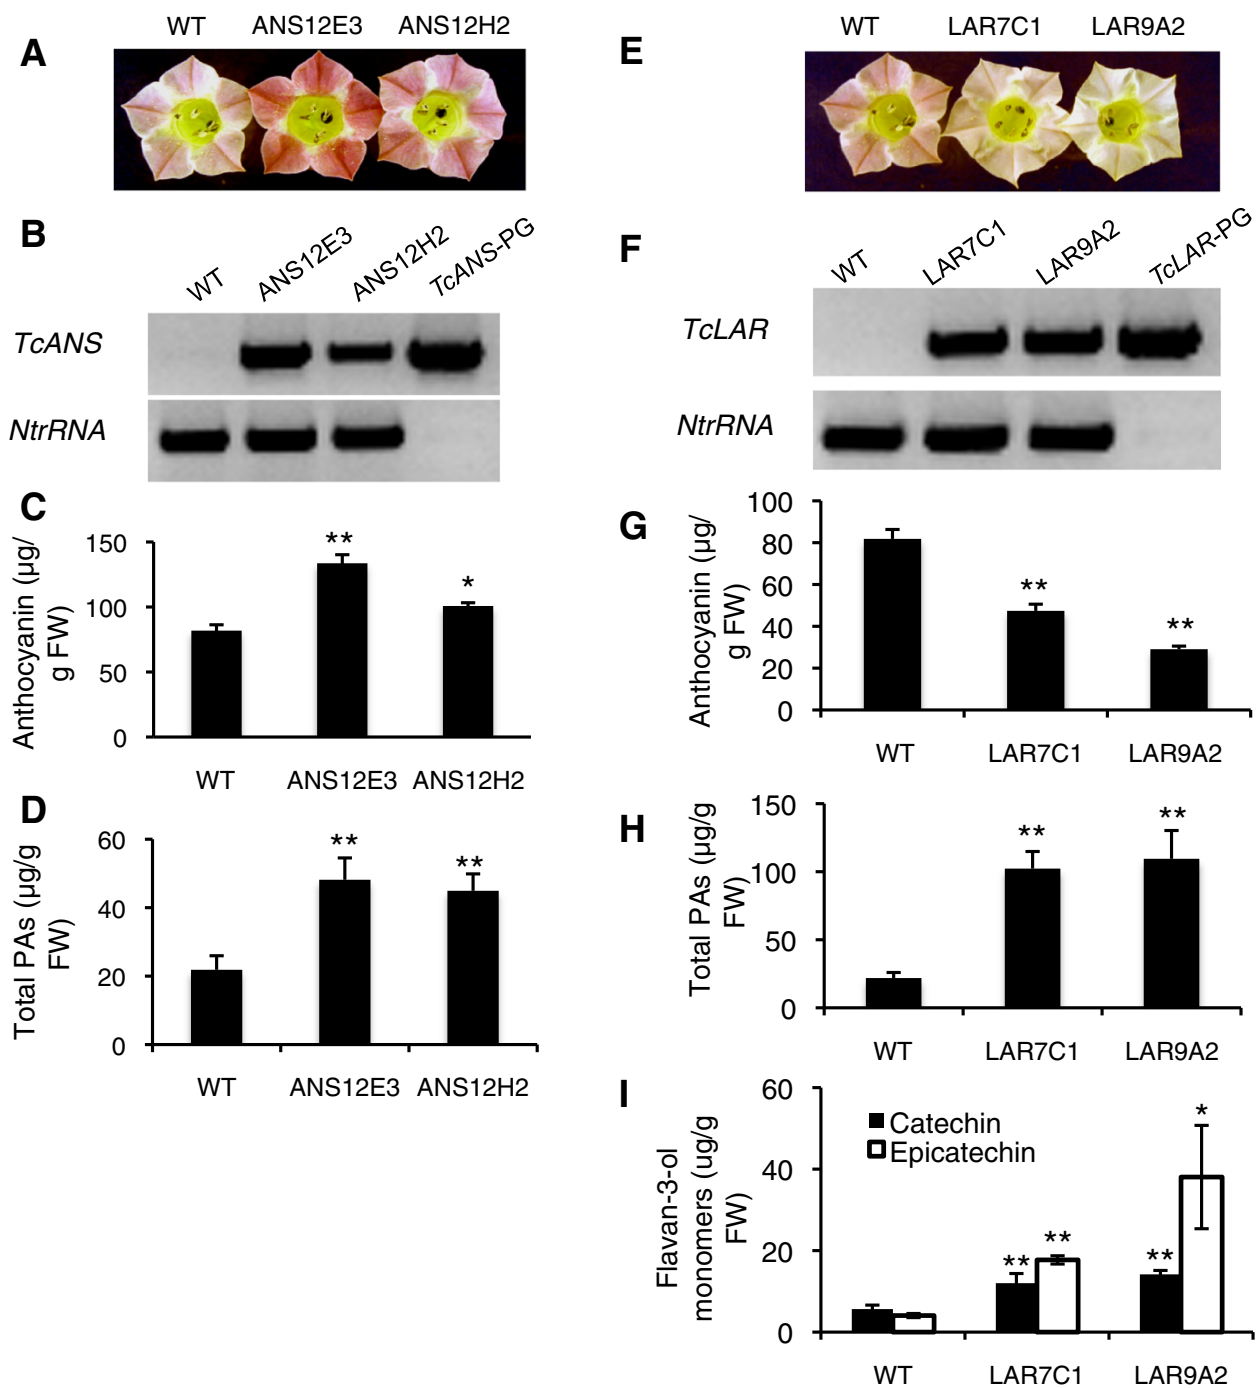 A
WT ANS12E3 ANS12H2
B
WT ANS12E3 ANS12H2 TcANS-PG
TcANS
NtrRNA
C
Anthocyanin (µg/
g FW)
150
100
50
0
**
*
WT ANS12E3 ANS12H2
D
Total PAs (µg/g
FW)
60
40
20
0
**
**
WT ANS12E3 ANS12H2
E
WT LAR7C1 LAR9A2
F
WT LAR7C1 LAR9A2 TcLAR-PG
TcLAR
NtrRNA
G
Anthocyanin (µg/
g FW)
100
80
60
40
20
0
**
**
WT LAR7C1 LAR9A2
H
Total PAs (µg/g
FW)
150
100
50
0
**
**
WT LAR7C1 LAR9A2
I
Flavan-3-ol
monomers (ug/g
FW)
60
40
20
0
Catechin
Epicatechin
** **
** *
WT LAR7C1 LAR9A2